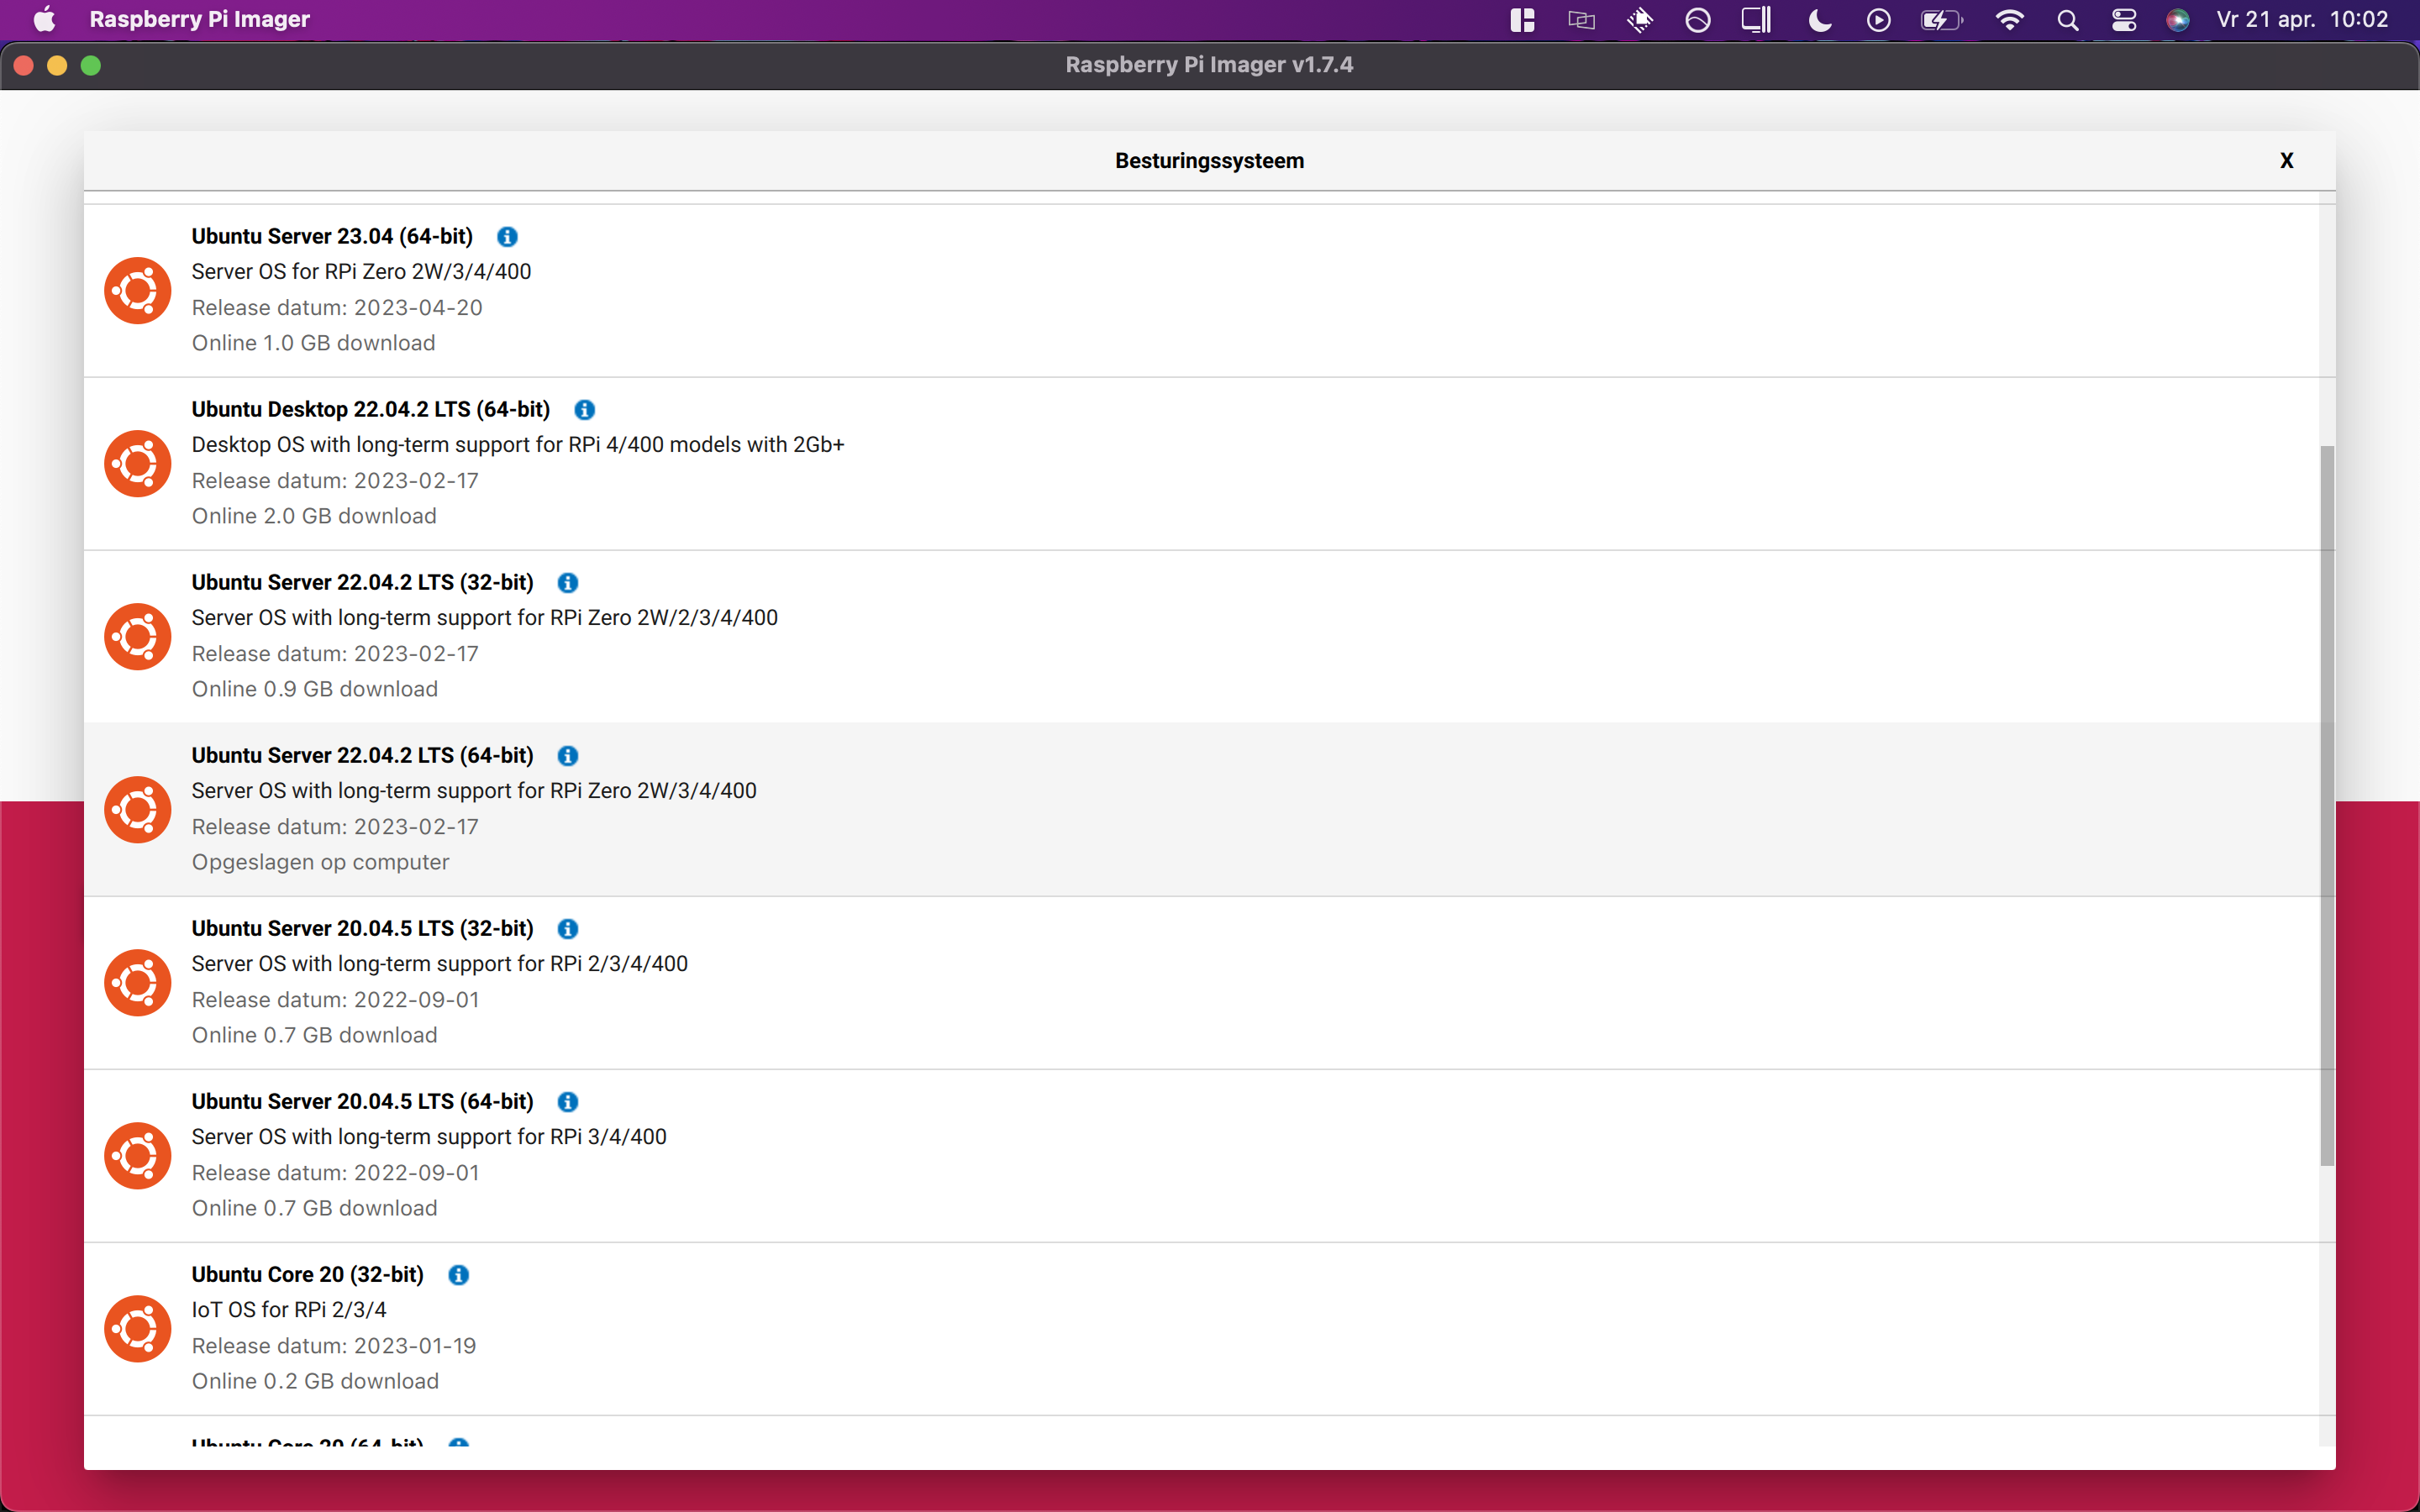 Raspberry Pi Imager
Vr 21 apr. 10:02
Raspberry Pi Imager v1.7.4
Besturingssysteem
X
Ubuntu Server 23.04 (64-bit)
Server OS for RPi Zero 2W/3/4/400
Release datum: 2023-04-20
Online 1.0 GB download
Ubuntu Desktop 22.04.2 LTS (64-bit)
Desktop OS with long-term support for RPi 4/400 models with 2Gb+
Release datum: 2023-02-17
Online 2.0 GB download
Ubuntu Server 22.04.2 LTS (32-bit)
Server OS with long-term support for RPi Zero 2W/2/3/4/400
Release datum: 2023-02-17
Online 0.9 GB download
Ubuntu Server 22.04.2 LTS (64-bit)
Server OS with long-term support for RPi Zero 2W/3/4/400
Release datum: 2023-02-17
Opgeslagen op computer
Ubuntu Server 20.04.5 LTS (32-bit)
Server OS with long-term support for RPi 2/3/4/400
Release datum: 2022-09-01
Online 0.7 GB download
Ubuntu Server 20.04.5 LTS (64-bit)
Server OS with long-term support for RPi 3/4/400
Release datum: 2022-09-01
Online 0.7 GB download
Ubuntu Core 20 (32-bit)
IoT OS for RPi 2/3/4
Release datum: 2023-01-19
Online 0.2 GB download
Ubuntu Core 20 (64-bit)